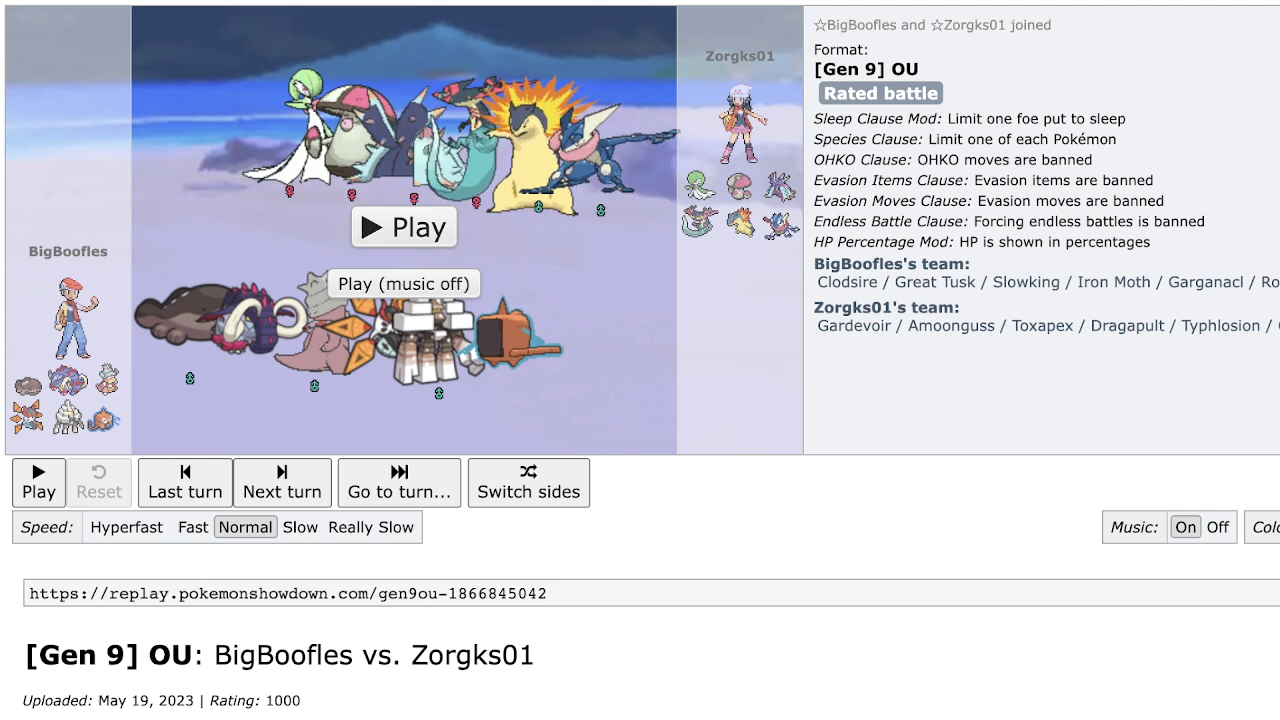 ☆BigBoofles and ☆Zorgks01 joined
Format:
[Gen 9] OU
Rated battle
Sleep Clause Mod: Limit one foe put to sleep
Species Clause: Limit one of each Pokémon
OHKO Clause: OHKO moves are banned
Evasion Items Clause: Evasion items are banned
Evasion Moves Clause: Evasion moves are banned
Endless Battle Clause: Forcing endless battles is banned
HP Percentage Mod: HP is shown in percentages
BigBoofles's team:
Clodsire / Great Tusk / Slowking / Iron Moth / Garganacl / Ro
Zorgks01's team:
Gardevoir / Amoonguss / Toxapex / Dragapult / Typhlosion /
Zorgks01
BigBoofles
Play
Play (music off)
Play
Reset
Last turn
Next turn
Go to turn...
Switch sides
Speed: Hyperfast Fast Normal Slow Really Slow
Music: On Off
Colo
https://replay.pokemonshowdown.com/gen9ou-1866845042
[Gen 9] OU: BigBoofles vs. Zorgks01
Uploaded: May 19, 2023 | Rating: 1000